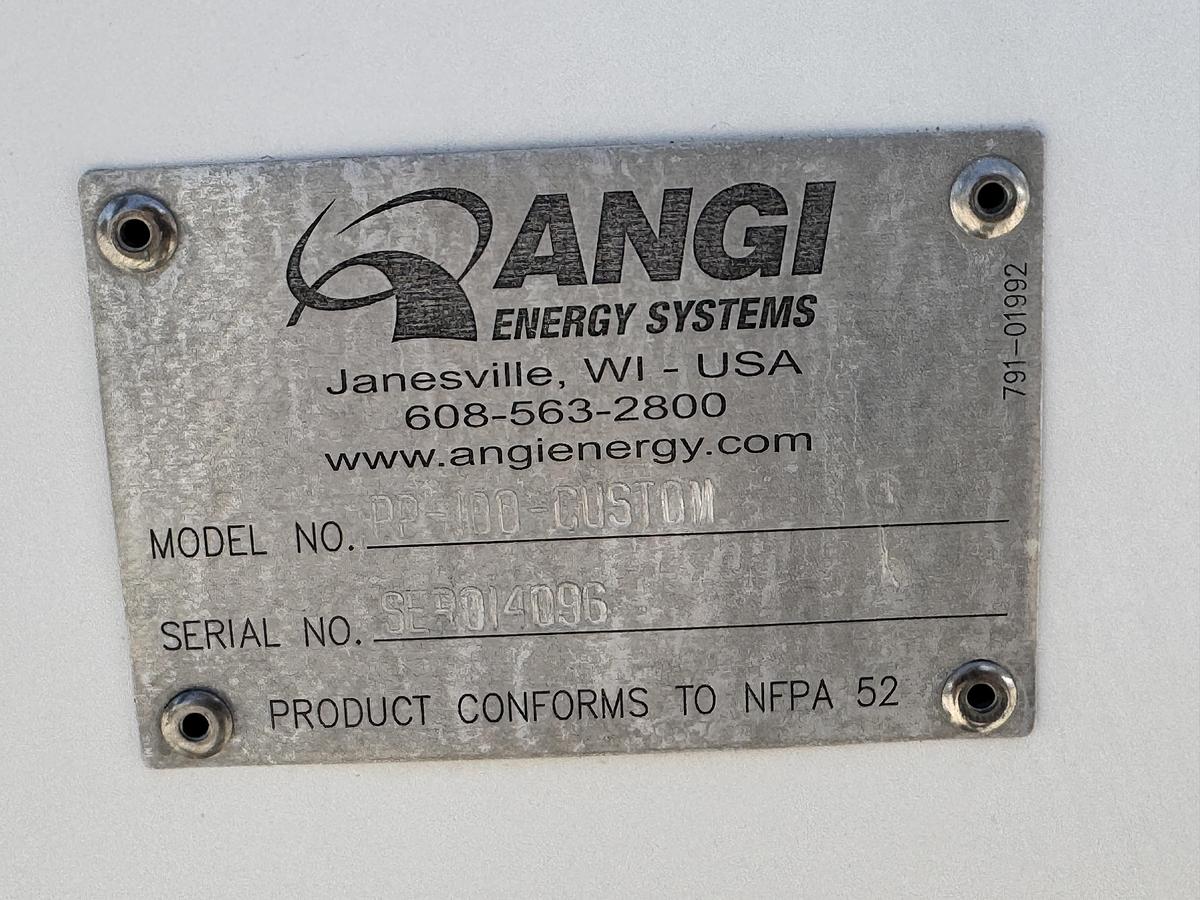 ANGI
ENERGY SYSTEMS
Janesville, WI - USA
608-563-2800
www.angienergy.com
791-01992
MODEL NO. PP-100-CUSTOM
SERIAL NO. SER014096
PRODUCT CONFORMS TO NFPA 52